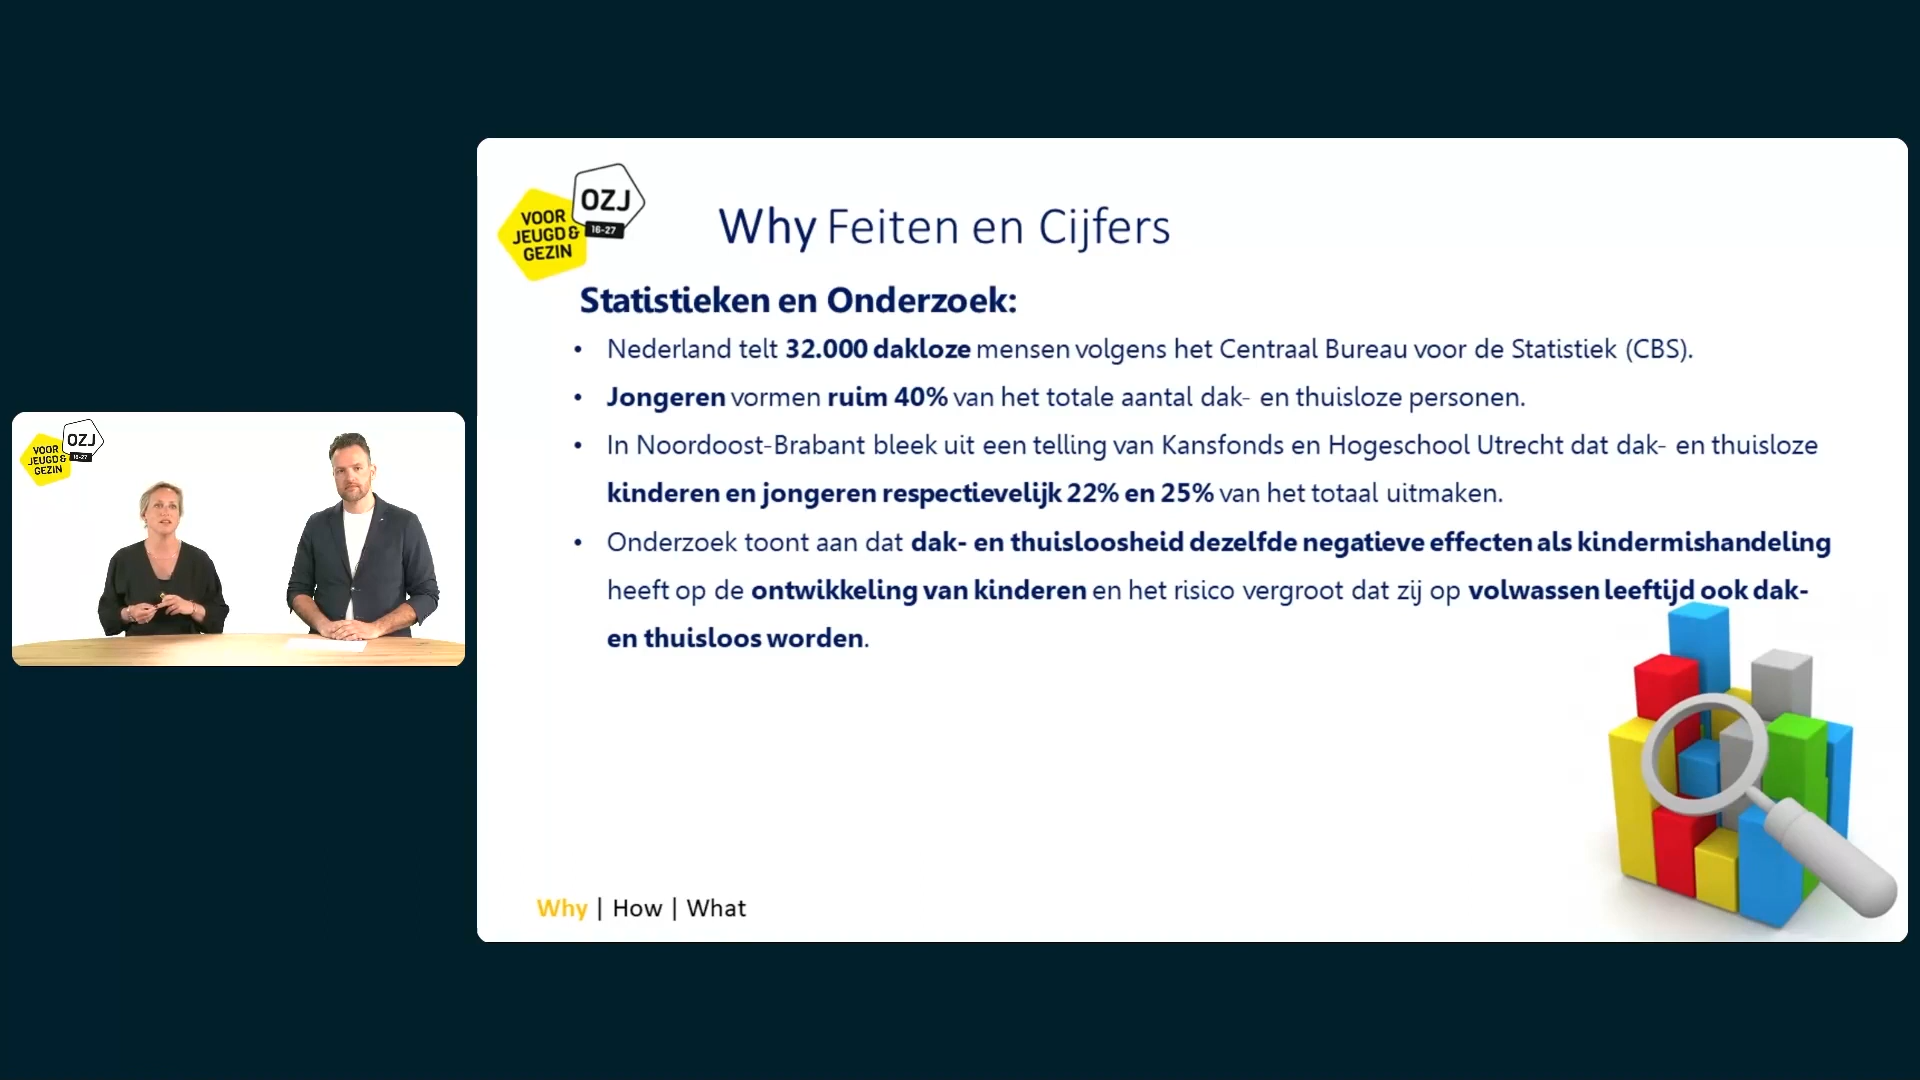 VOOR
JEUGD &
GEZIN
OZJ
16-27
VOOR
JEUGD &
GEZIN
OZJ
16-27
Why Feiten en Cijfers
Statistieken en Onderzoek:
• Nederland telt 32.000 dakloze mensen volgens het Centraal Bureau voor de Statistiek (CBS).
• Jongeren vormen ruim 40% van het totale aantal dak- en thuisloze personen.
• In Noordoost-Brabant bleek uit een telling van Kansfonds en Hogeschool Utrecht dat dak- en thuisloze
kinderen en jongeren respectievelijk 22% en 25% van het totaal uitmaken.
• Onderzoek toont aan dat dak- en thuisloosheid dezelfde negatieve effecten als kindermishandeling
heeft op de ontwikkeling van kinderen en het risico vergroot dat zij op volwassen leeftijd ook dak-
en thuisloos worden.
Why | How | What